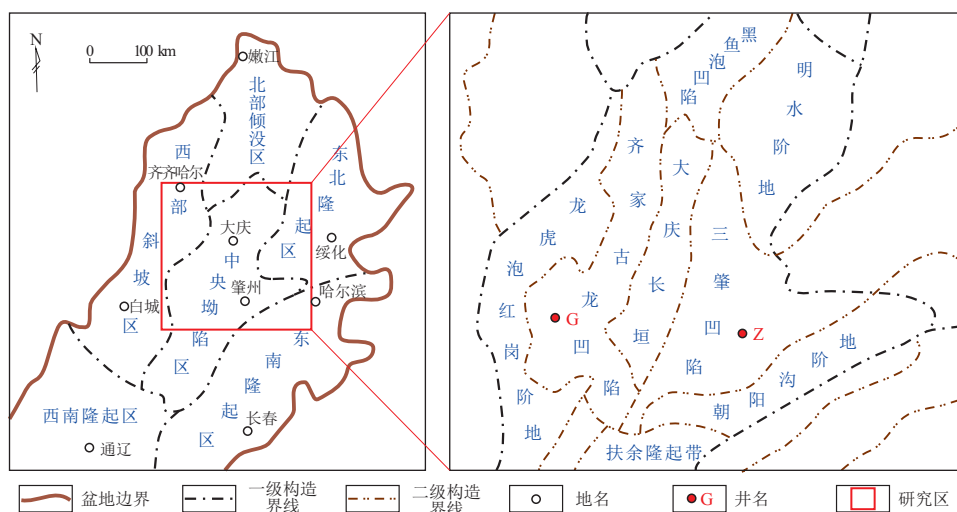 N
0 100 km
嫩江
北部倾没区
西部斜坡区
齐齐哈尔
东北隆起区
大庆
绥化
中央坳陷区
肇州
哈尔滨
白城
东南隆起区
西南隆起区
长春
通辽
黑鱼泡凹陷
明水阶地
齐家古龙凹陷
大庆长垣
三肇凹陷
龙虎泡红岗阶地
G
Z
朝阳沟阶地
扶余隆起带
盆地边界
一级构造
界线
二级构造
界线
地名
G
井名
研究区